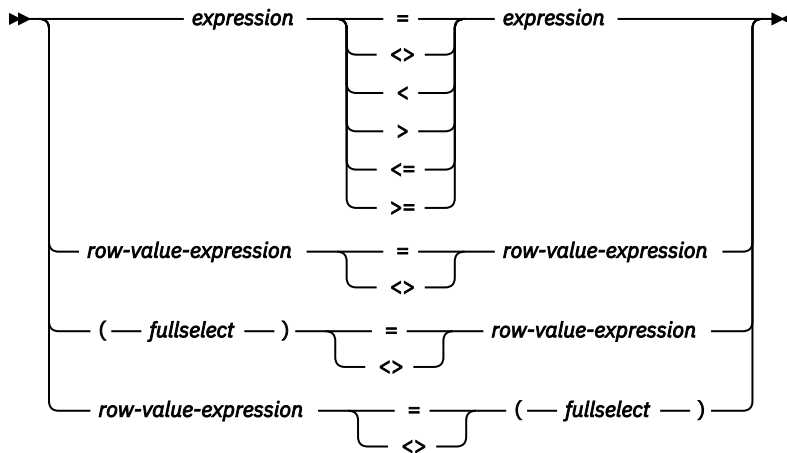 expression = expression
<>
<
>
<=
>=
row-value-expression = row-value-expression
<>
( fullselect ) = row-value-expression
<>
row-value-expression = ( fullselect )
<>